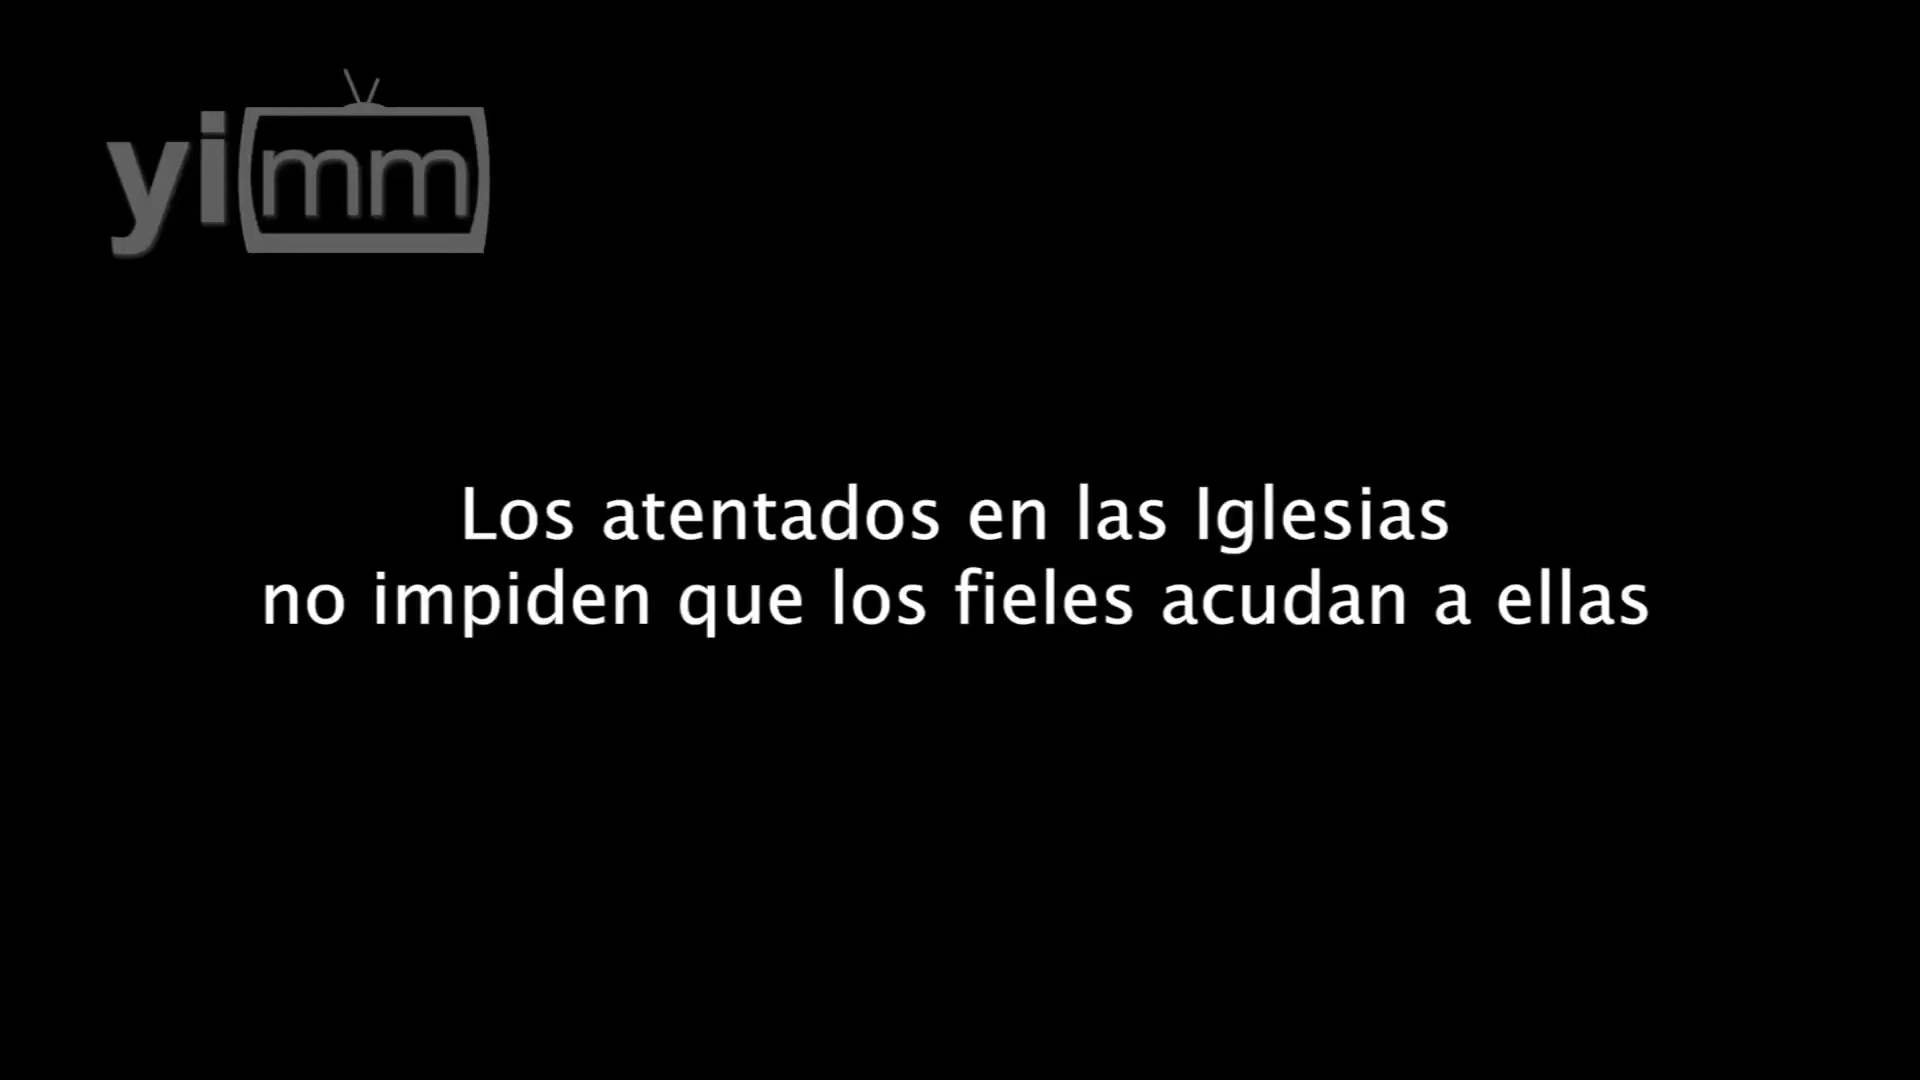 yimm
Los atentados en las Iglesias
no impiden que los fieles acudan a ellas